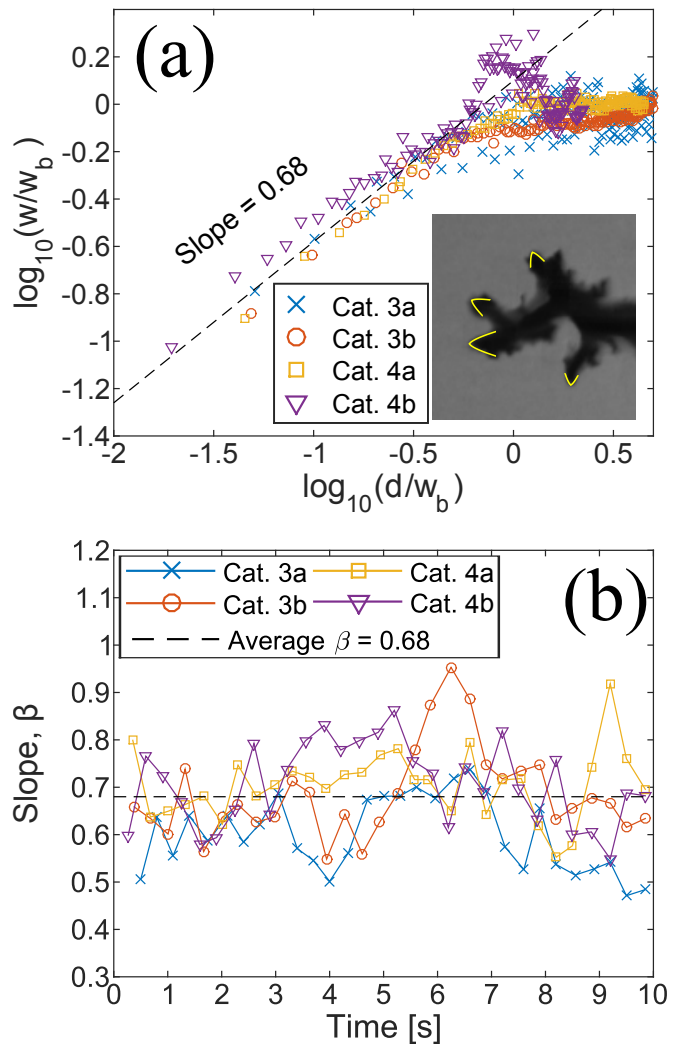 (a)
0.2
0
-0.2
-0.4
-0.6
-0.8
-1
-1.2
-1.4
log₁₀(w/w_b)
Slope = 0.68
Cat. 3a
Cat. 3b
Cat. 4a
Cat. 4b
-2 -1.5 -1 -0.5 0 0.5
log₁₀(d/w_b)
(b)
1.2
1.1
1
0.9
0.8
0.7
0.6
0.5
0.4
0.3
Slope, β
Cat. 3a Cat. 4a
Cat. 3b Cat. 4b
Average β = 0.68
0 1 2 3 4 5 6 7 8 9 10
Time [s]